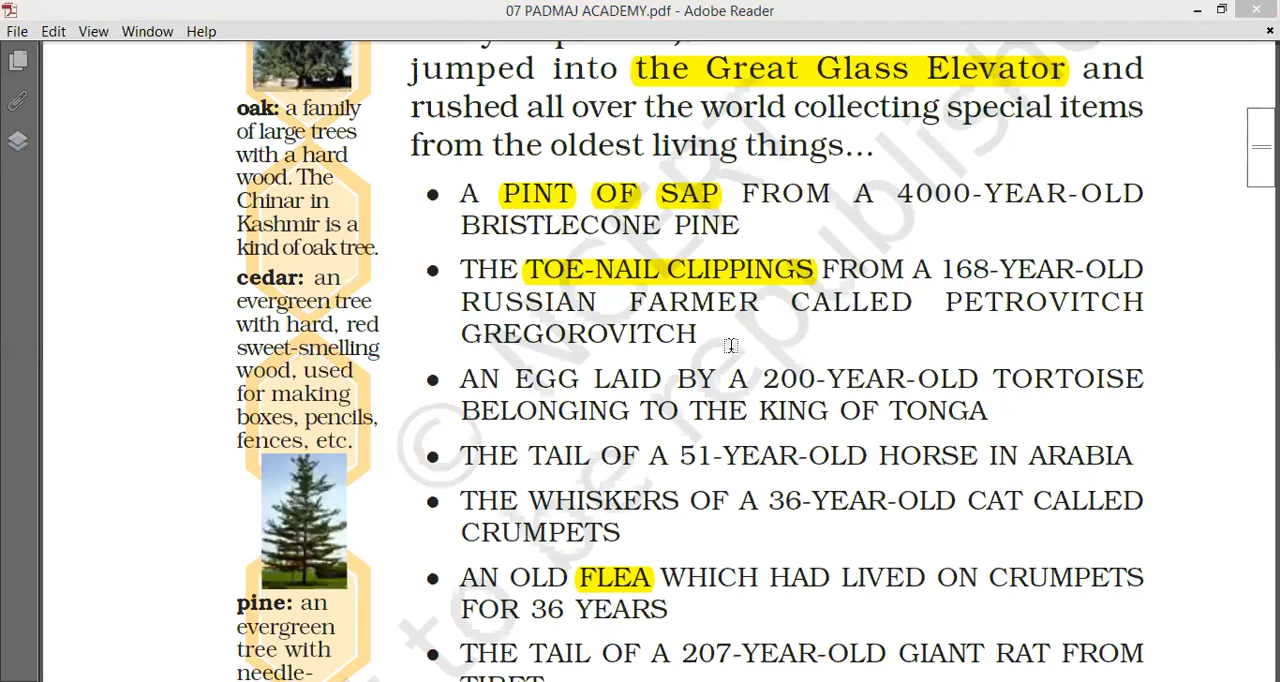 07 PADMAJ ACADEMY.pdf - Adobe Reader
File Edit View Window Help
oak: a family
of large trees
with a hard
wood. The
Chinar in
Kashmir is a
kind of oak tree.
cedar: an
evergreen tree
with hard, red
sweet-smelling
wood, used
for making
boxes, pencils,
fences, etc.
pine: an
evergreen
tree with
needle-
jumped into the Great Glass Elevator and
rushed all over the world collecting special items
from the oldest living things...
• A PINT OF SAP FROM A 4000-YEAR-OLD
BRISTLECONE PINE
• THE TOE-NAIL CLIPPINGS FROM A 168-YEAR-OLD
RUSSIAN FARMER CALLED PETROVITCH
GREGOROVITCH
• AN EGG LAID BY A 200-YEAR-OLD TORTOISE
BELONGING TO THE KING OF TONGA
• THE TAIL OF A 51-YEAR-OLD HORSE IN ARABIA
• THE WHISKERS OF A 36-YEAR-OLD CAT CALLED
CRUMPETS
• AN OLD FLEA WHICH HAD LIVED ON CRUMPETS
FOR 36 YEARS
• THE TAIL OF A 207-YEAR-OLD GIANT RAT FROM
TIBET
© NCERT
to be republished